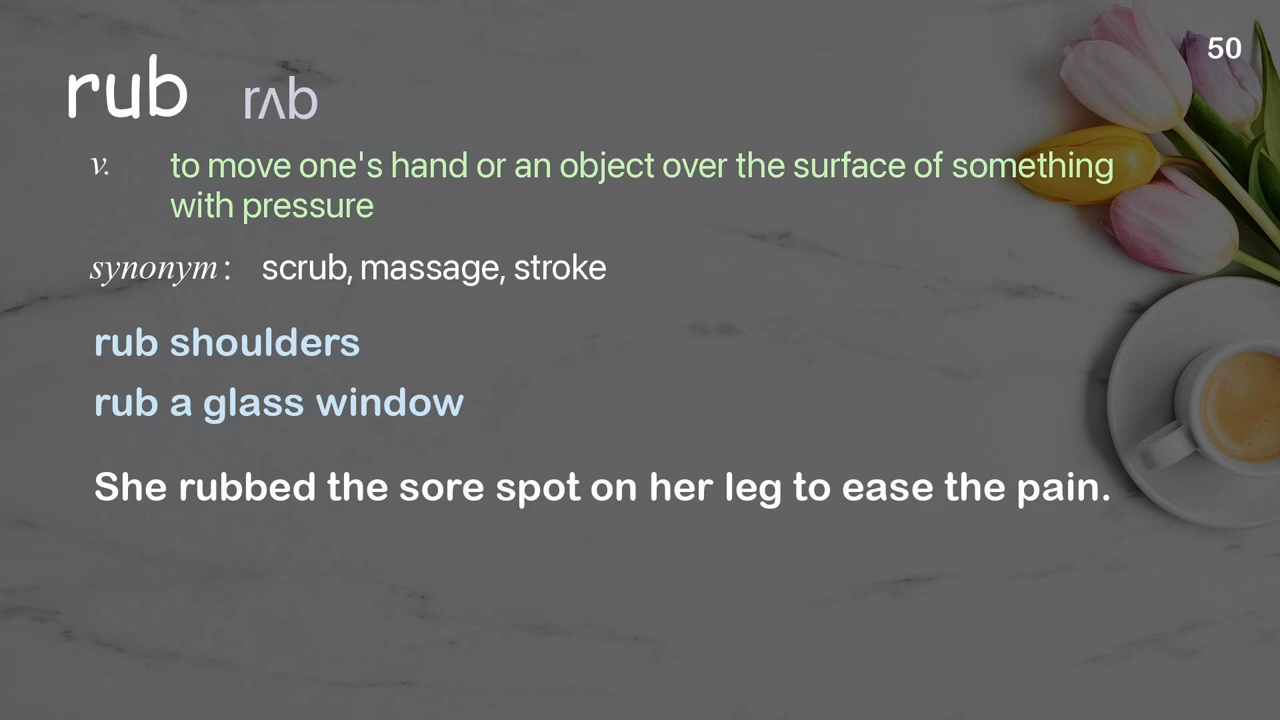 50
rub rʌb
v. to move one's hand or an object over the surface of something
with pressure
synonym: scrub, massage, stroke
rub shoulders
rub a glass window
She rubbed the sore spot on her leg to ease the pain.